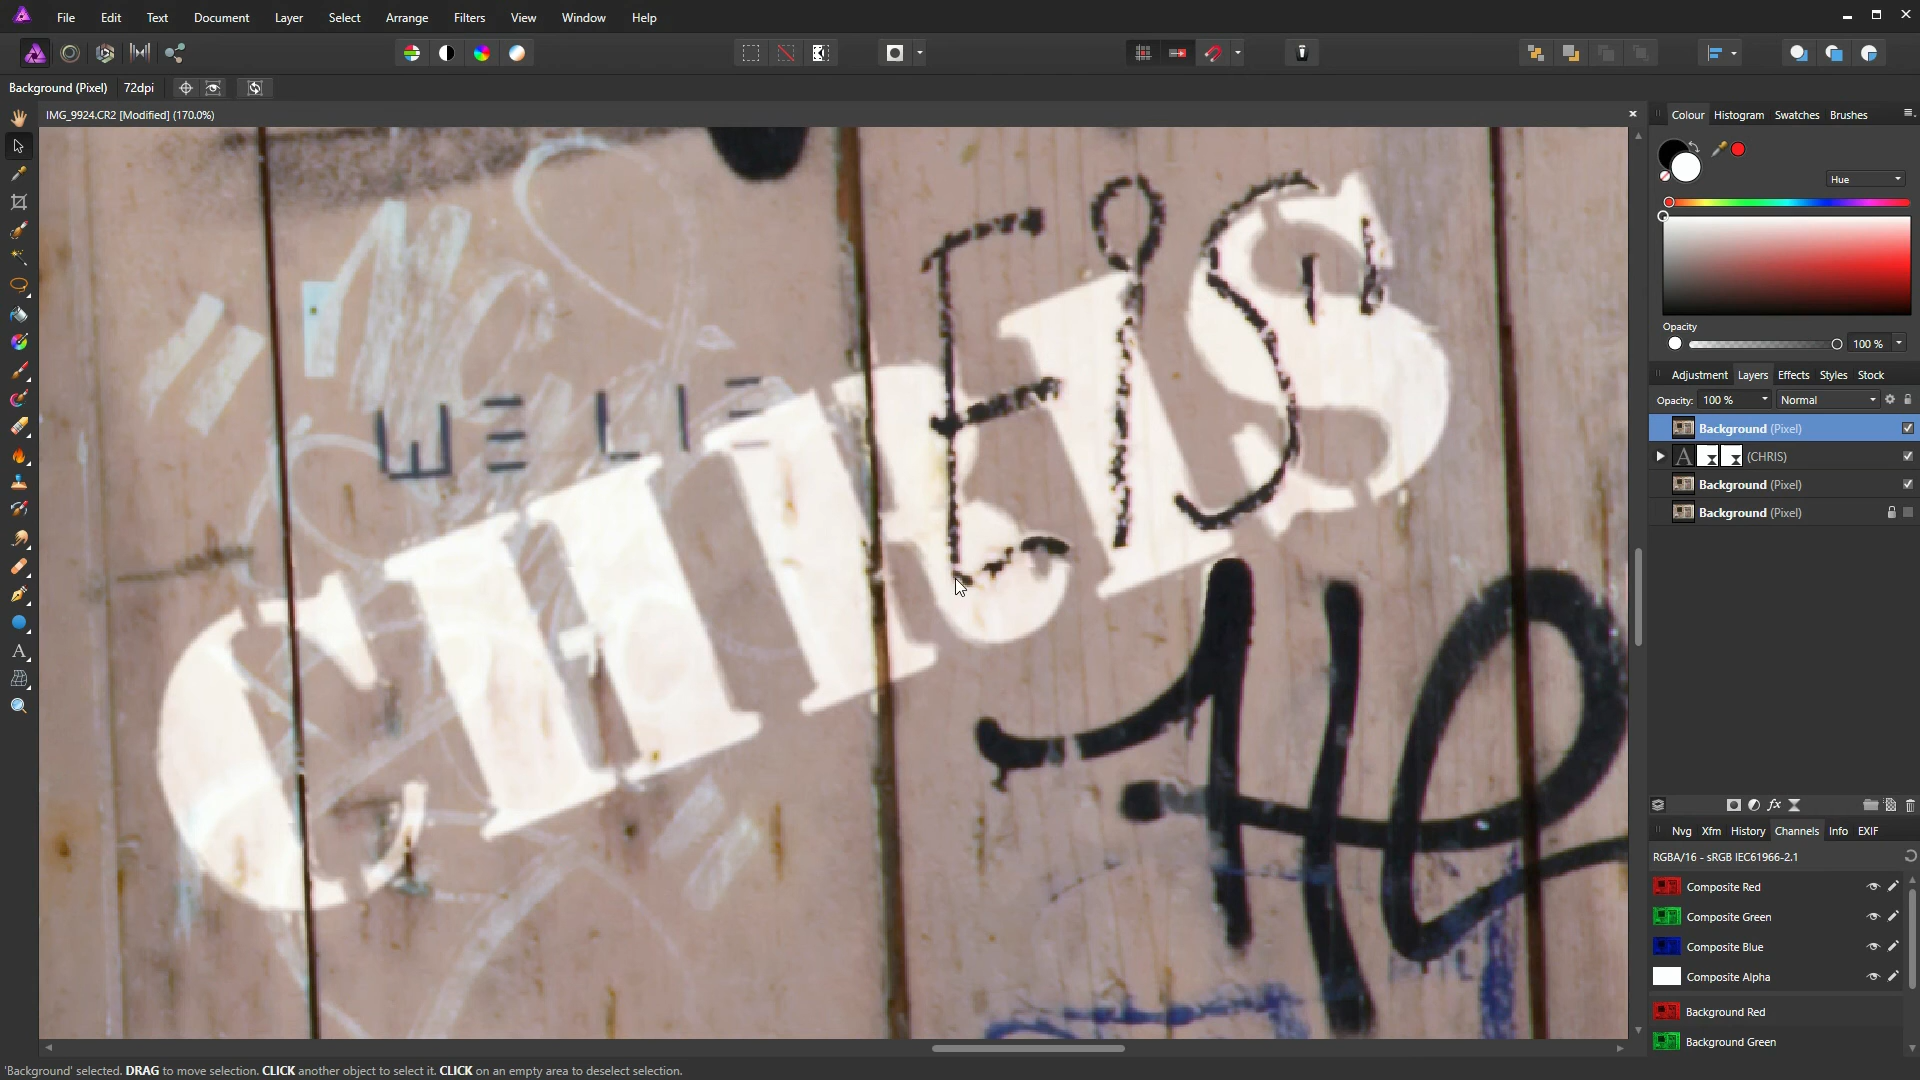 File Edit Text Document Layer Select Arrange Filters View Window Help
Background (Pixel) 72dpi
IMG_9924.CR2 [Modified] (170.0%)
CHRIS
Colour Histogram Swatches Brushes
Hue
Opacity
100 %
Adjustment Layers Effects Styles Stock
Opacity: 100 % Normal
Background (Pixel)
A (CHRIS)
Background (Pixel)
Background (Pixel)
Nvg Xfm History Channels Info EXIF
RGBA/16 - sRGB IEC61966-2.1
Composite Red
Composite Green
Composite Blue
Composite Alpha
Background Red
Background Green
'Background' selected. DRAG to move selection. CLICK another object to select it. CLICK on an empty area to deselect selection.